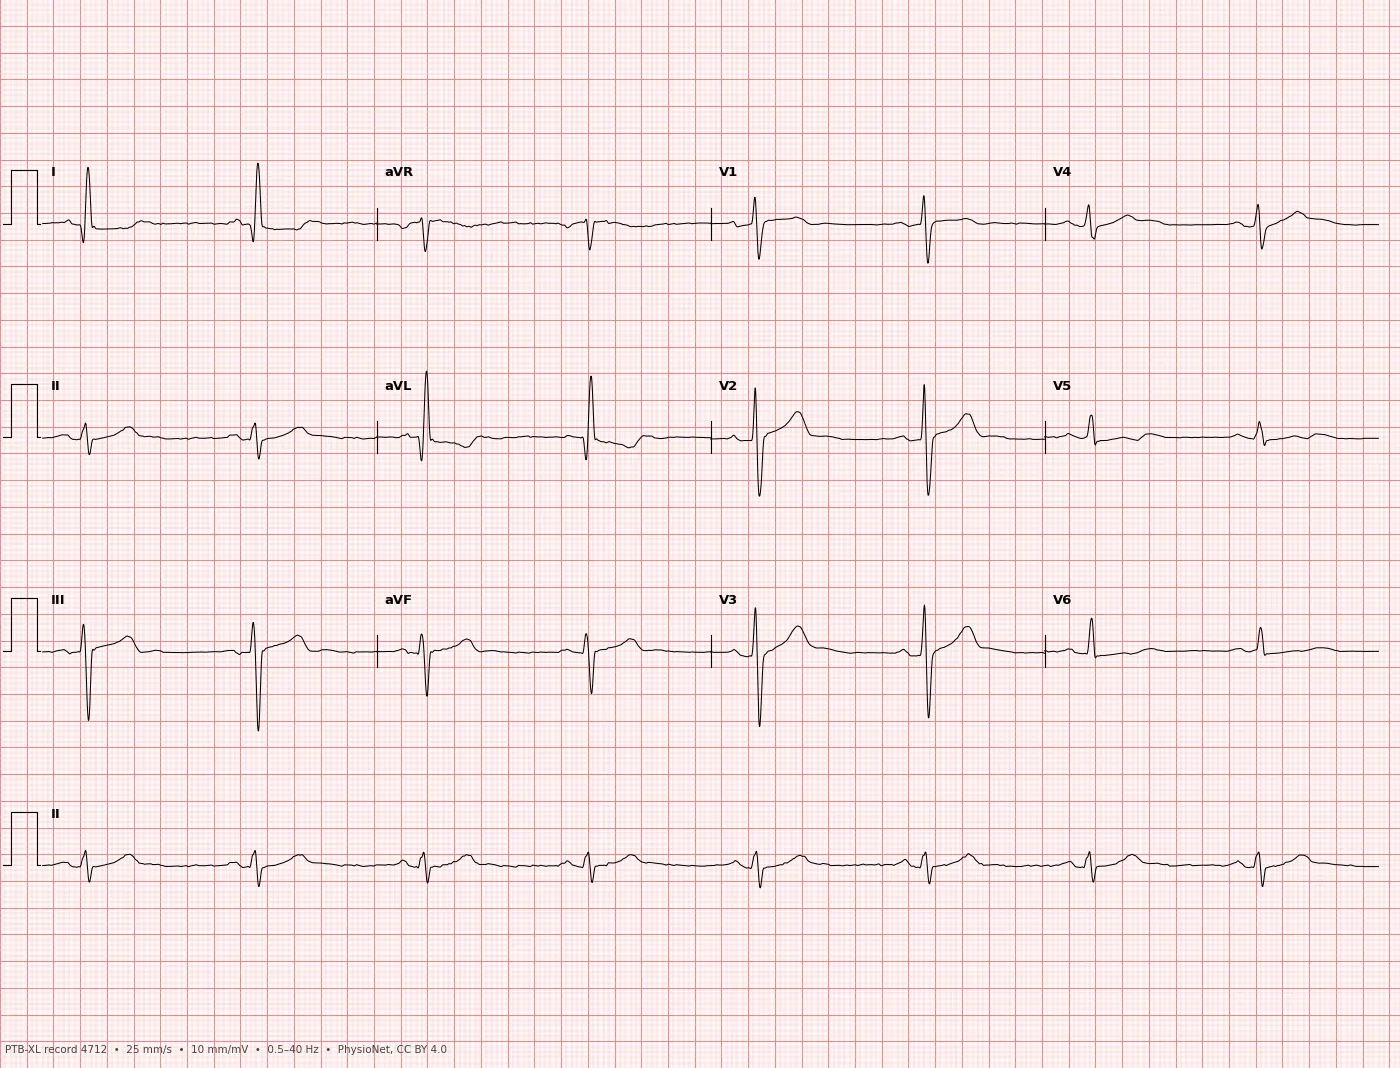 I aVR V1 V4
II aVL V2 V5
III aVF V3 V6
II
PTB-XL record 4712 • 25 mm/s • 10 mm/mV • 0.5–40 Hz • PhysioNet, CC BY 4.0